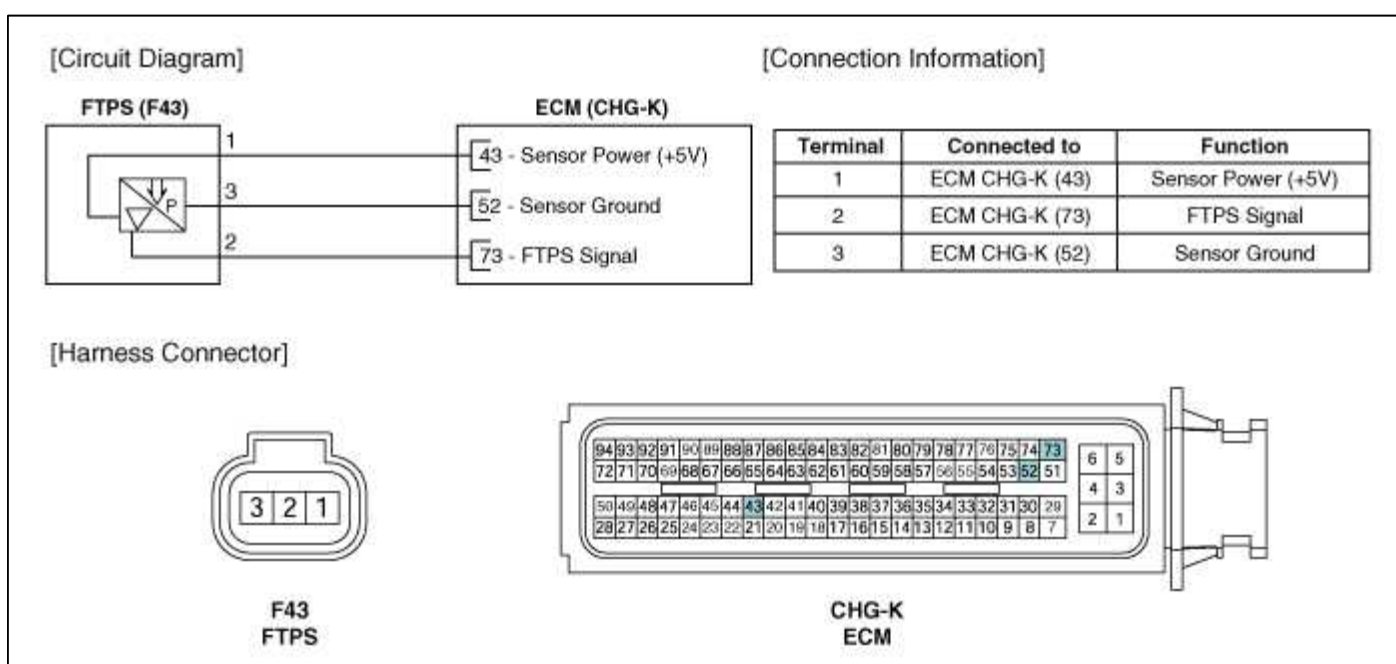 [Circuit Diagram]
[Connection Information]
FTPS (F43)
ECM (CHG-K)
1
43 - Sensor Power (+5V)
3
52 - Sensor Ground
2
73 - FTPS Signal
P
Terminal Connected to Function
1 ECM CHG-K (43) Sensor Power (+5V)
2 ECM CHG-K (73) FTPS Signal
3 ECM CHG-K (52) Sensor Ground
[Harness Connector]
3 2 1
F43
FTPS
94 93 92 91 90 89 88 87 86 85 84 83 82 81 80 79 78 77 76 75 74 73
72 71 70 69 68 67 66 65 64 63 62 61 60 59 58 57 56 55 54 53 52 51
50 49 48 47 46 45 44 43 42 41 40 39 38 37 36 35 34 33 32 31 30 29
28 27 26 25 24 23 22 21 20 19 18 17 16 15 14 13 12 11 10 9 8 7
6 5
4 3
2 1
CHG-K
ECM